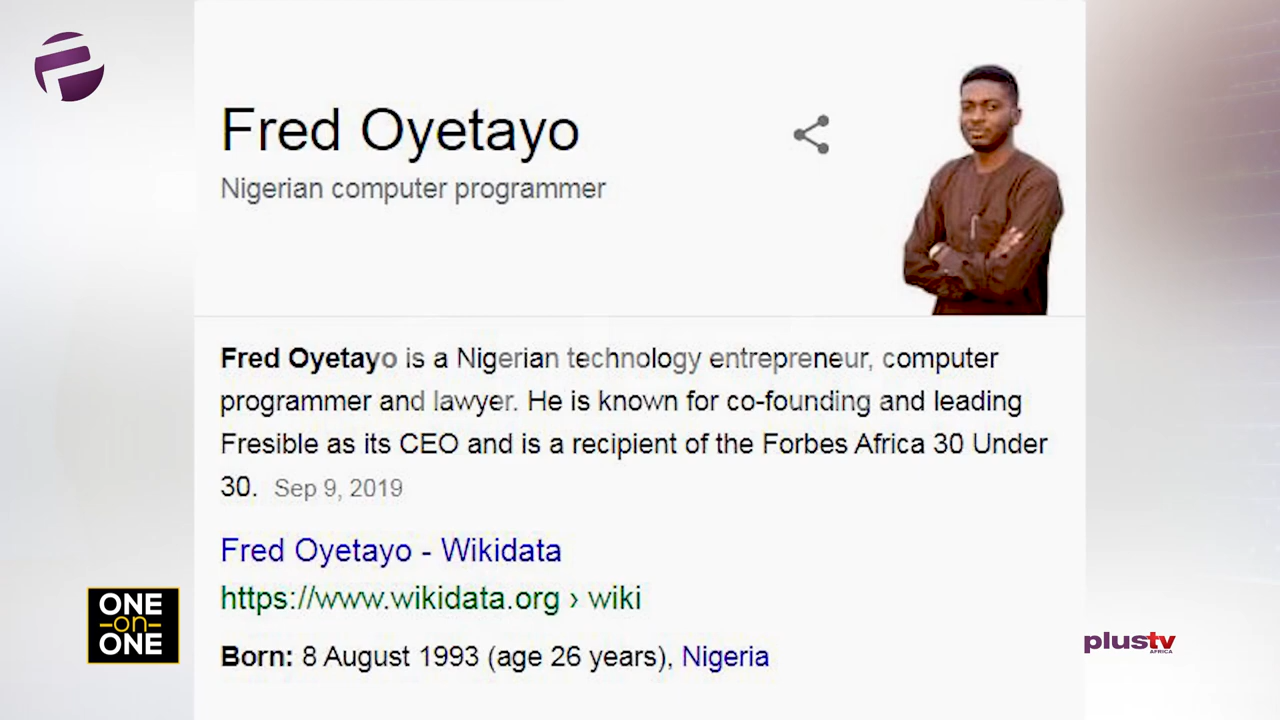 Fred Oyetayo
Nigerian computer programmer
Fred Oyetayo is a Nigerian technology entrepreneur, computer
programmer and lawyer. He is known for co-founding and leading
Fresible as its CEO and is a recipient of the Forbes Africa 30 Under
30. Sep 9, 2019
Fred Oyetayo - Wikidata
https://www.wikidata.org › wiki
Born: 8 August 1993 (age 26 years), Nigeria
ONE
on
ONE
plustv
AFRICA